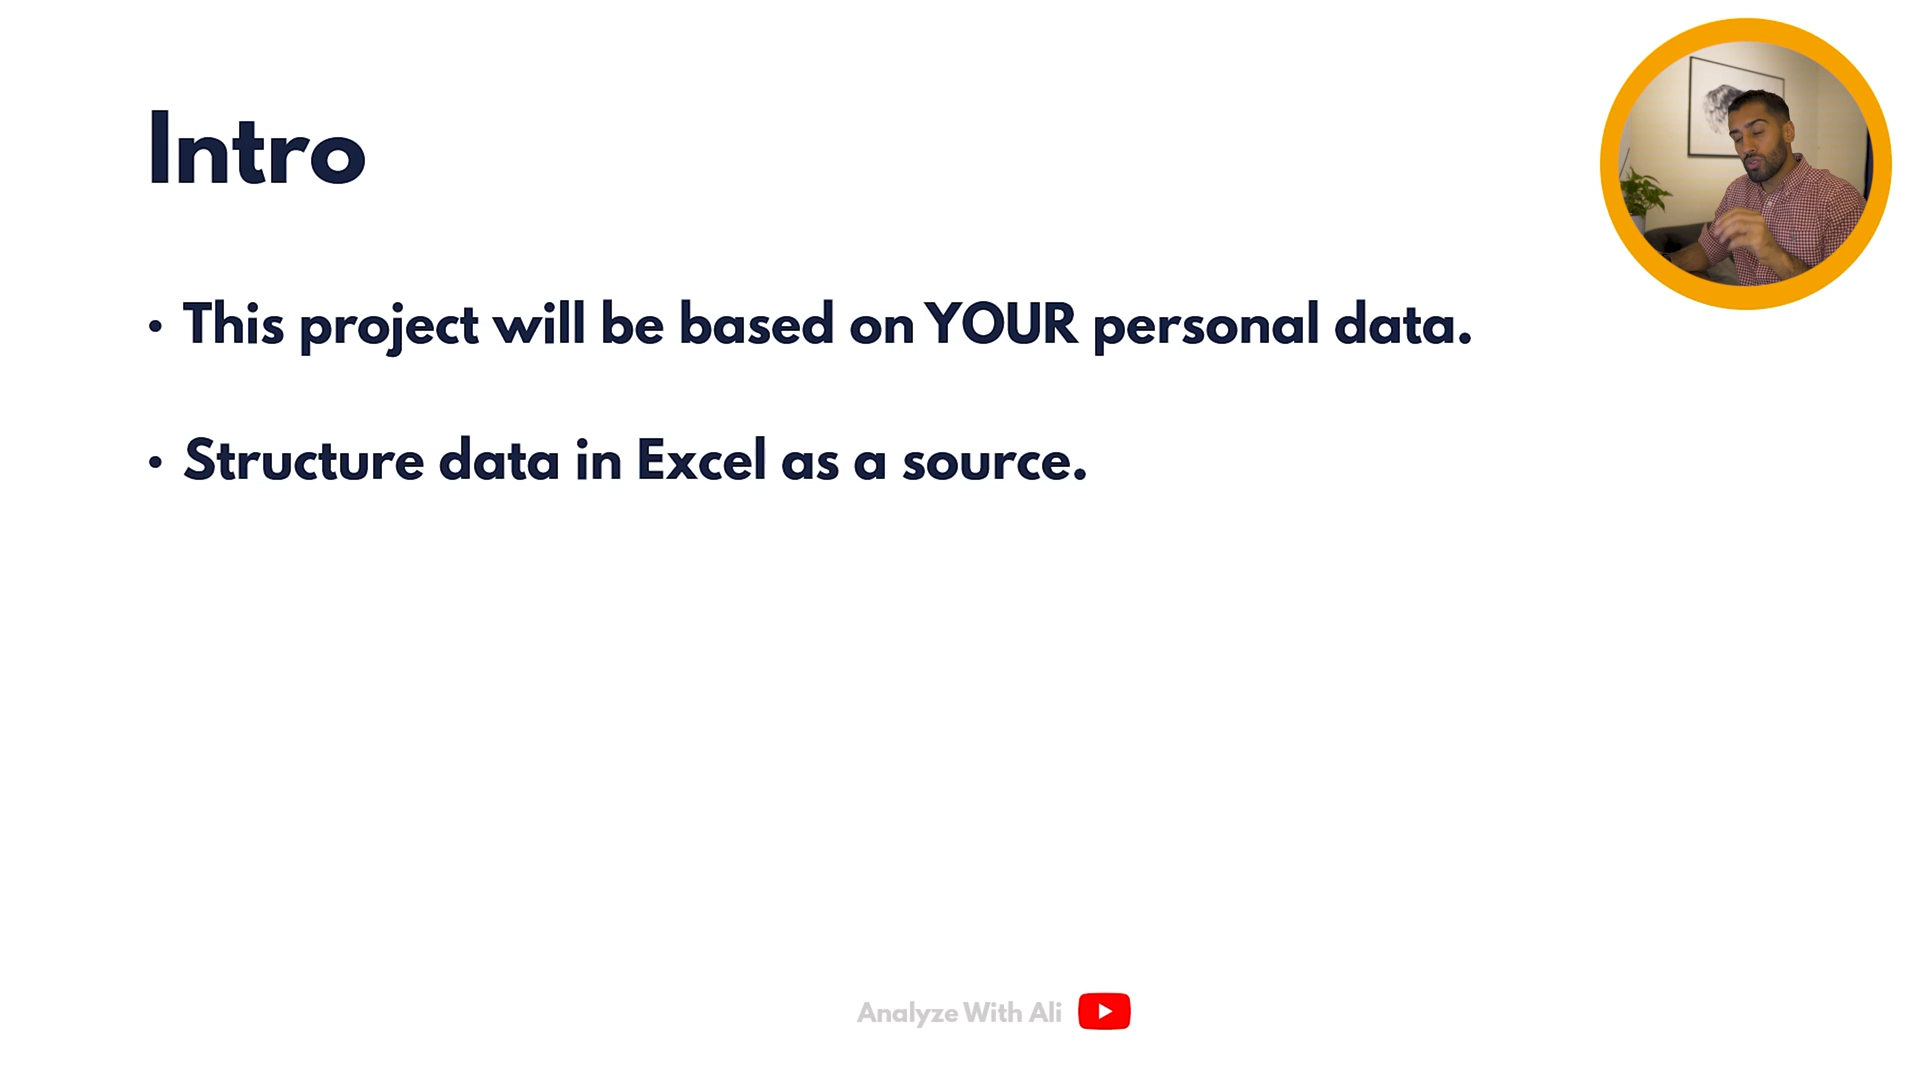 Intro
• This project will be based on YOUR personal data.
• Structure data in Excel as a source.
Analyze With Ali